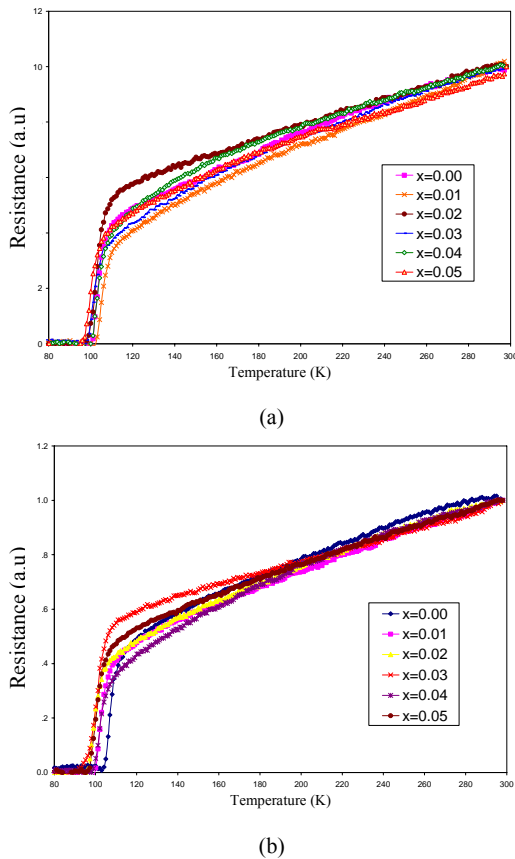 10
2
0
80 100 120 140 160 180 200 220 240 260 280 300
Resistance (a.u)
Temperature (K)
x=0.00
x=0.01
x=0.02
x=0.03
x=0.04
x=0.05
(a)
1.2
1.0
.8
.6
.4
.2
0.0
80 100 120 140 160 180 200 220 240 260 280 300
Resistance (a.u)
Temperature (K)
x=0.00
x=0.01
x=0.02
x=0.03
x=0.04
x=0.05
(b)